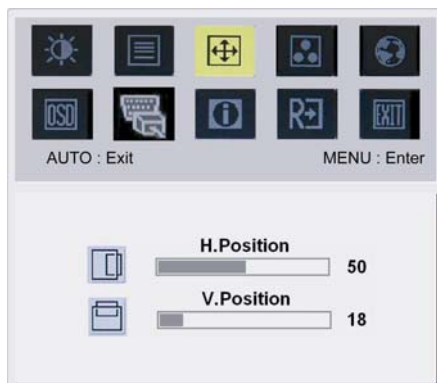 OSD
i
R
EXIT
AUTO : Exit
MENU : Enter
H.Position
50
V.Position
18